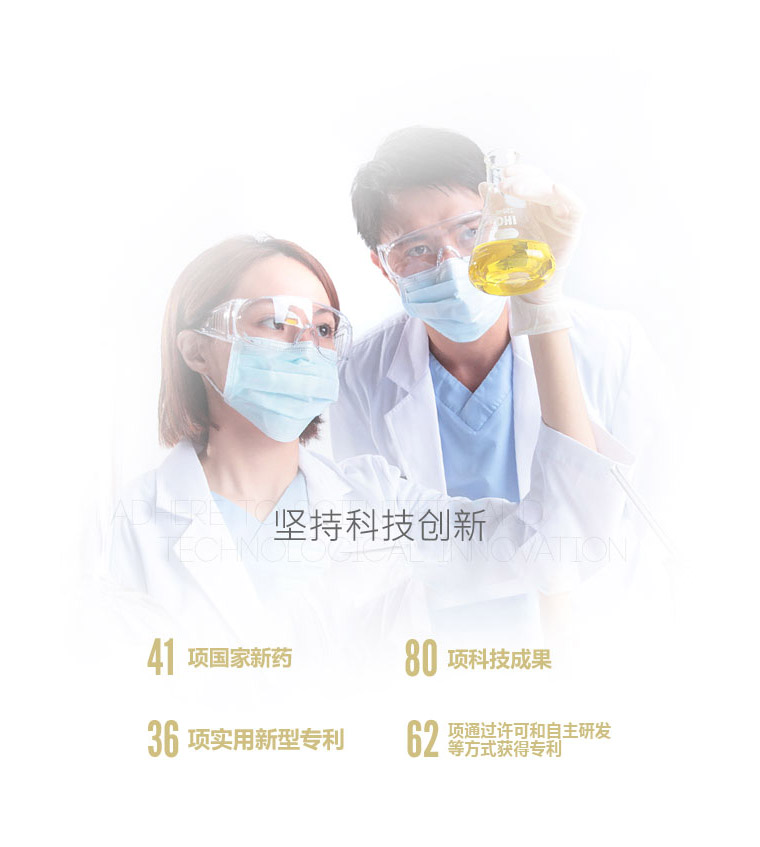 坚持科技创新
TECHNOLOGICAL INNOVATION
41 项国家新药
80 项科技成果
36 项实用新型专利
62 项通过许可和自主研发
等方式获得专利